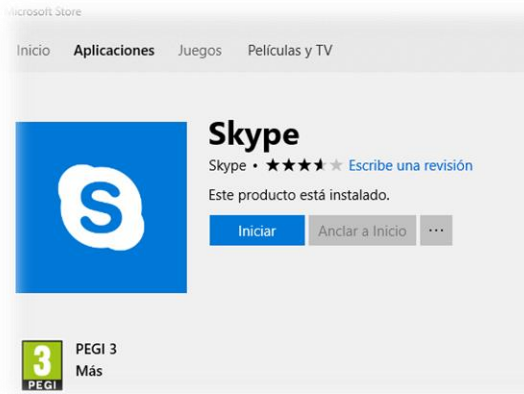 Microsoft Store
Inicio Aplicaciones Juegos Películas y TV
S
Skype
Skype • ★★★★★ Escribe una revisión
Este producto está instalado.
Iniciar Anclar a Inicio ...
3
PEGI
PEGI 3
Más